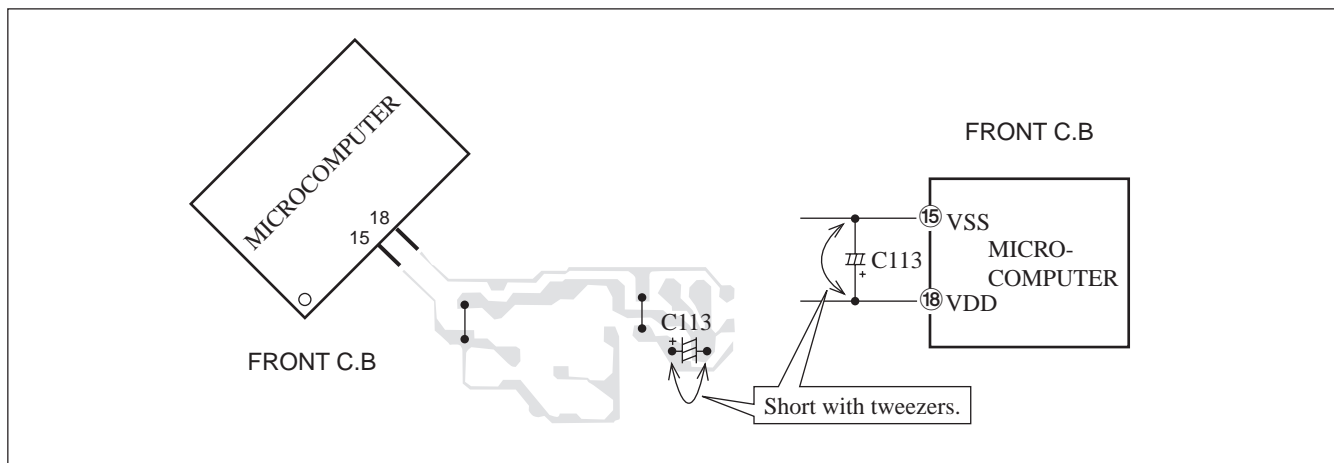 MICROCOMPUTER
18
15
FRONT C.B
C113
+
FRONT C.B
15 VSS
C113
+
MICRO-
COMPUTER
18 VDD
Short with tweezers.